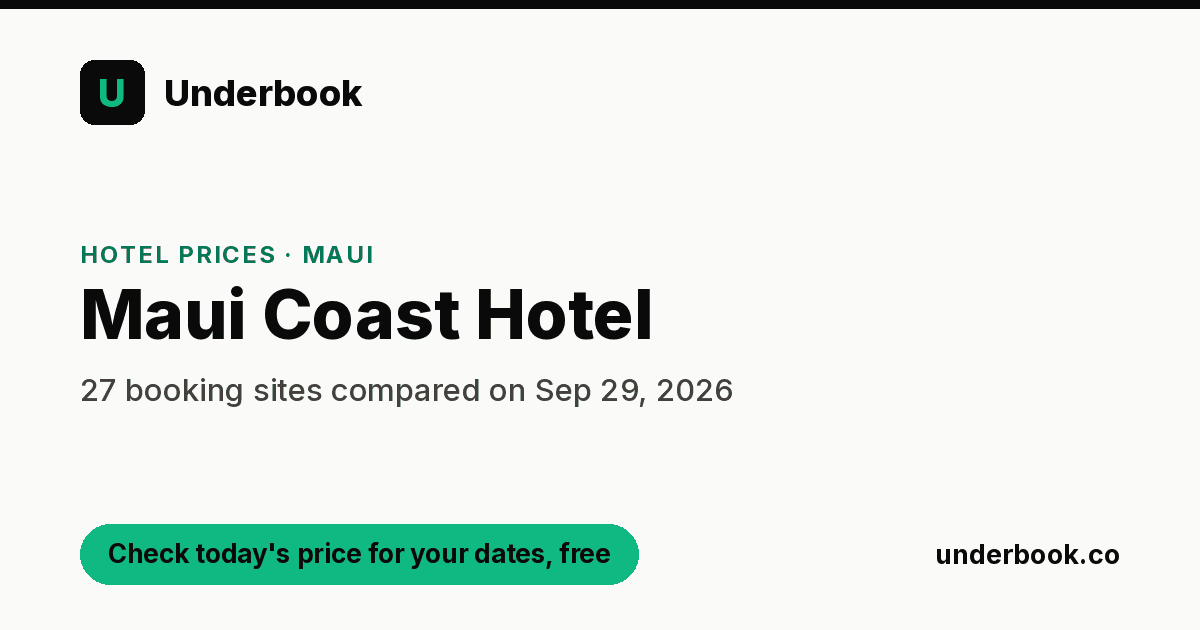 U Underbook
HOTEL PRICES · MAUI
Maui Coast Hotel
27 booking sites compared on Sep 29, 2026
Check today's price for your dates, free
underbook.co